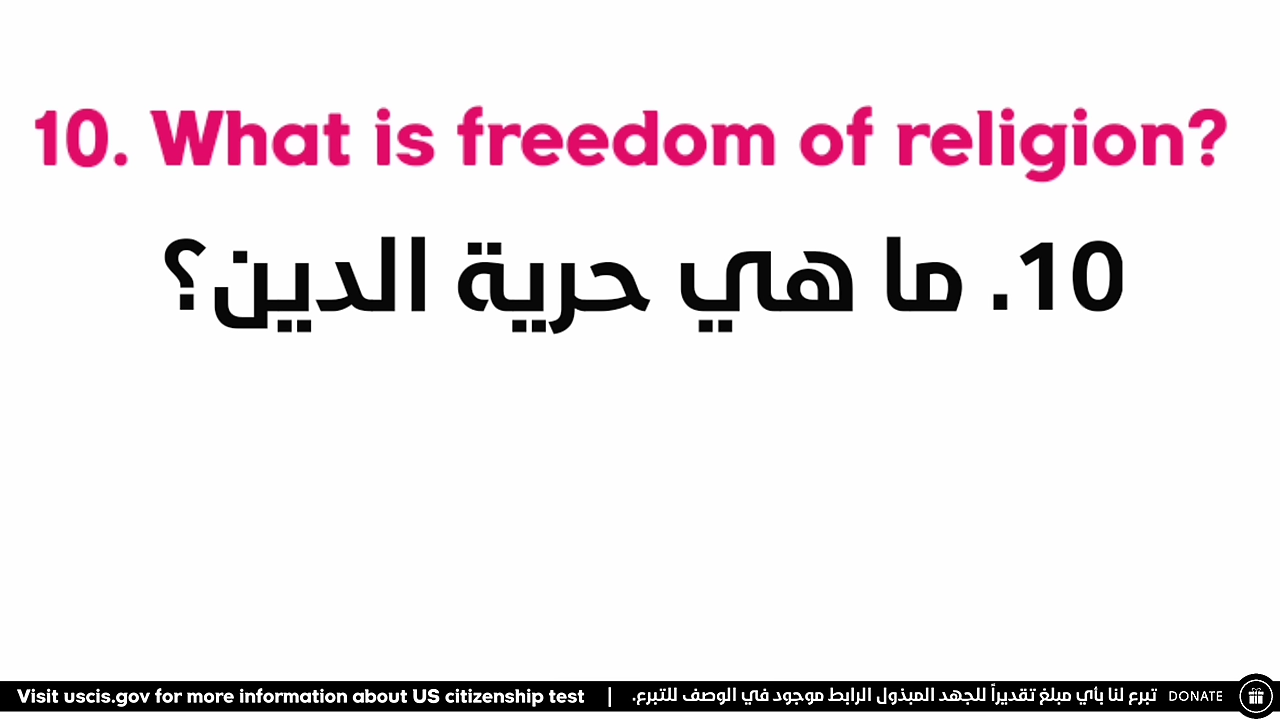 10. What is freedom of religion?
10. ما هي حرية الدين؟
Visit uscis.gov for more information about US citizenship test | تبرع لنا بأي مبلغ تقديراً للجهد المبذول الرابط موجود في الوصف للتبرع. DONATE